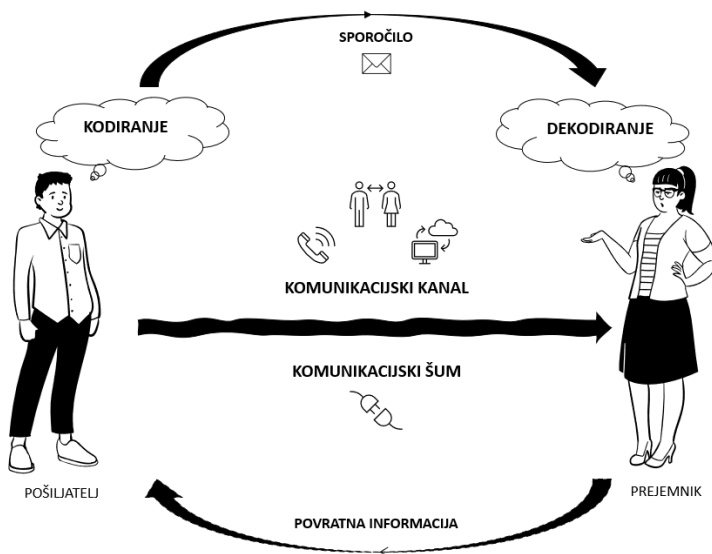 SPOROČILO
KODIRANJE
DEKODIRANJE
KOMUNIKACIJSKI KANAL
KOMUNIKACIJSKI ŠUM
POŠILJATELJ
PREJEMNIK
POVRATNA INFORMACIJA